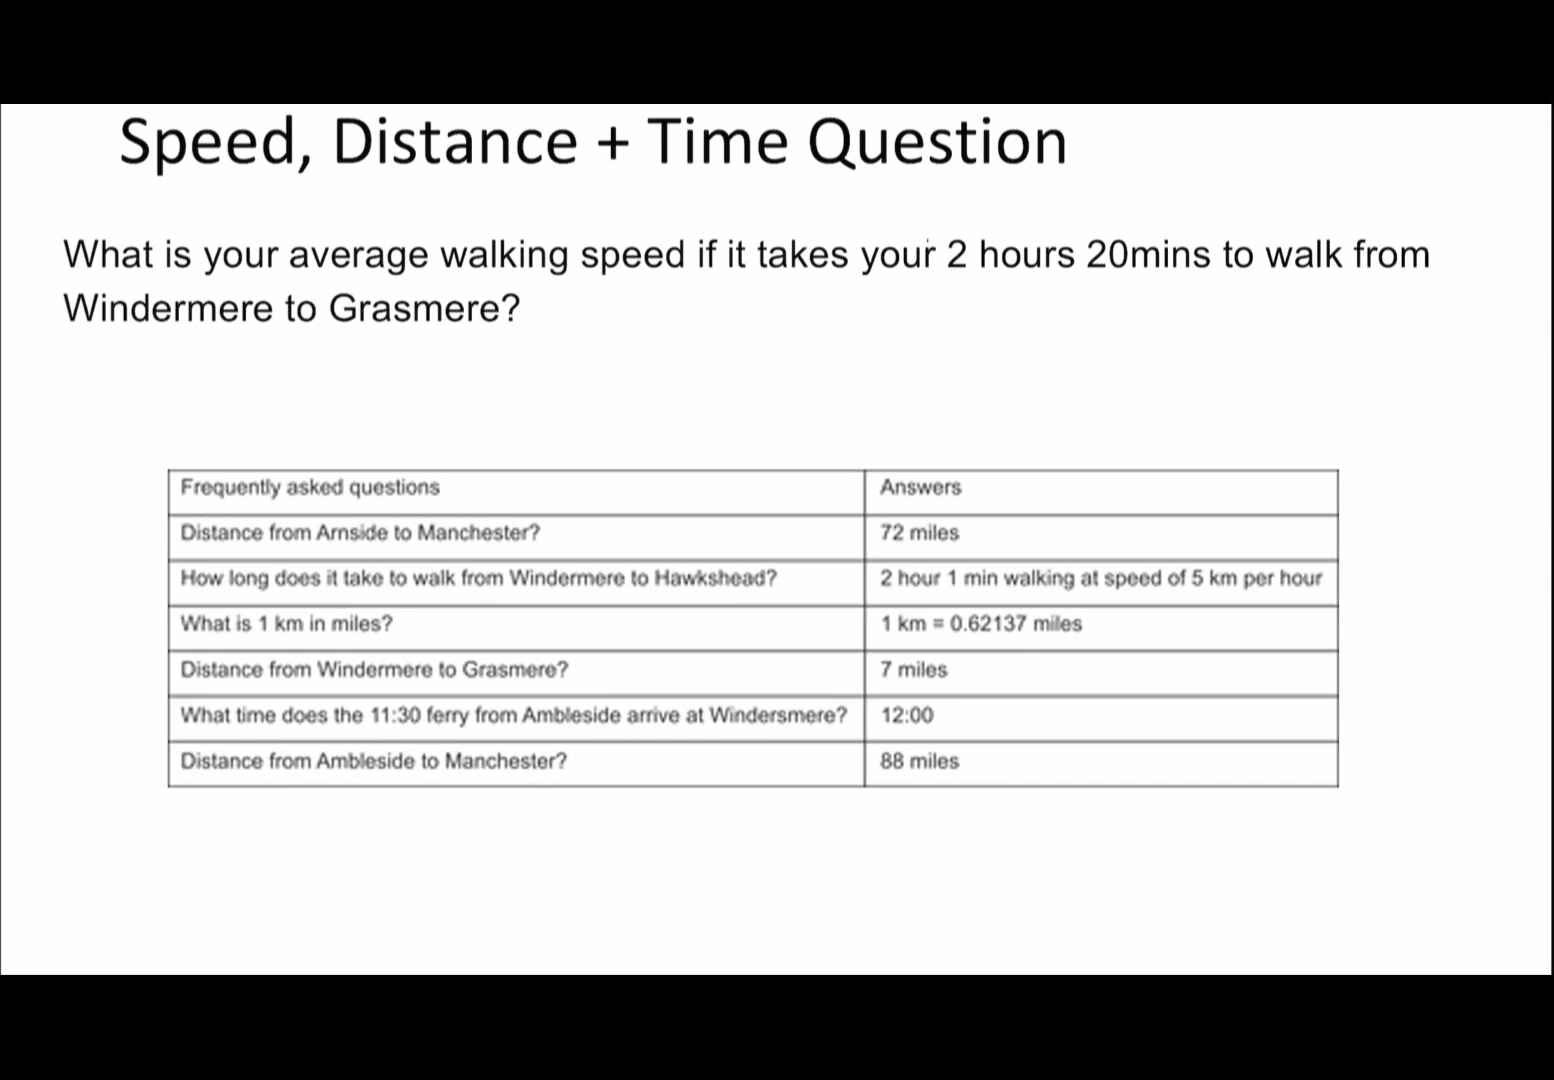 Speed, Distance + Time Question
What is your average walking speed if it takes your 2 hours 20mins to walk from
Windermere to Grasmere?
Frequently asked questions Answers
Distance from Arnside to Manchester? 72 miles
How long does it take to walk from Windermere to Hawkshead? 2 hour 1 min walking at speed of 5 km per hour
What is 1 km in miles? 1 km = 0.62137 miles
Distance from Windermere to Grasmere? 7 miles
What time does the 11:30 ferry from Ambleside arrive at Windersmere? 12:00
Distance from Ambleside to Manchester? 88 miles